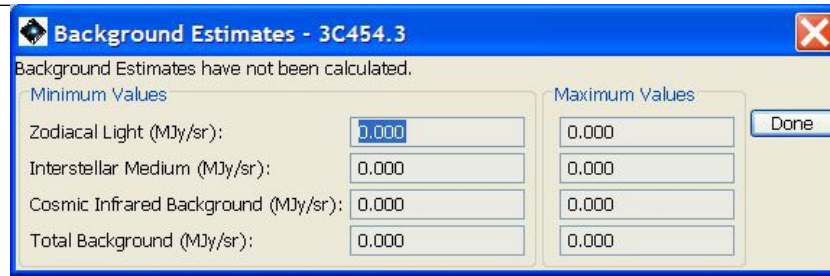 Background Estimates - 3C454.3
Background Estimates have not been calculated.
Minimum Values Maximum Values
Zodiacal Light (MJy/sr): 0.000 0.000 Done
Interstellar Medium (MJy/sr): 0.000 0.000
Cosmic Infrared Background (MJy/sr): 0.000 0.000
Total Background (MJy/sr): 0.000 0.000